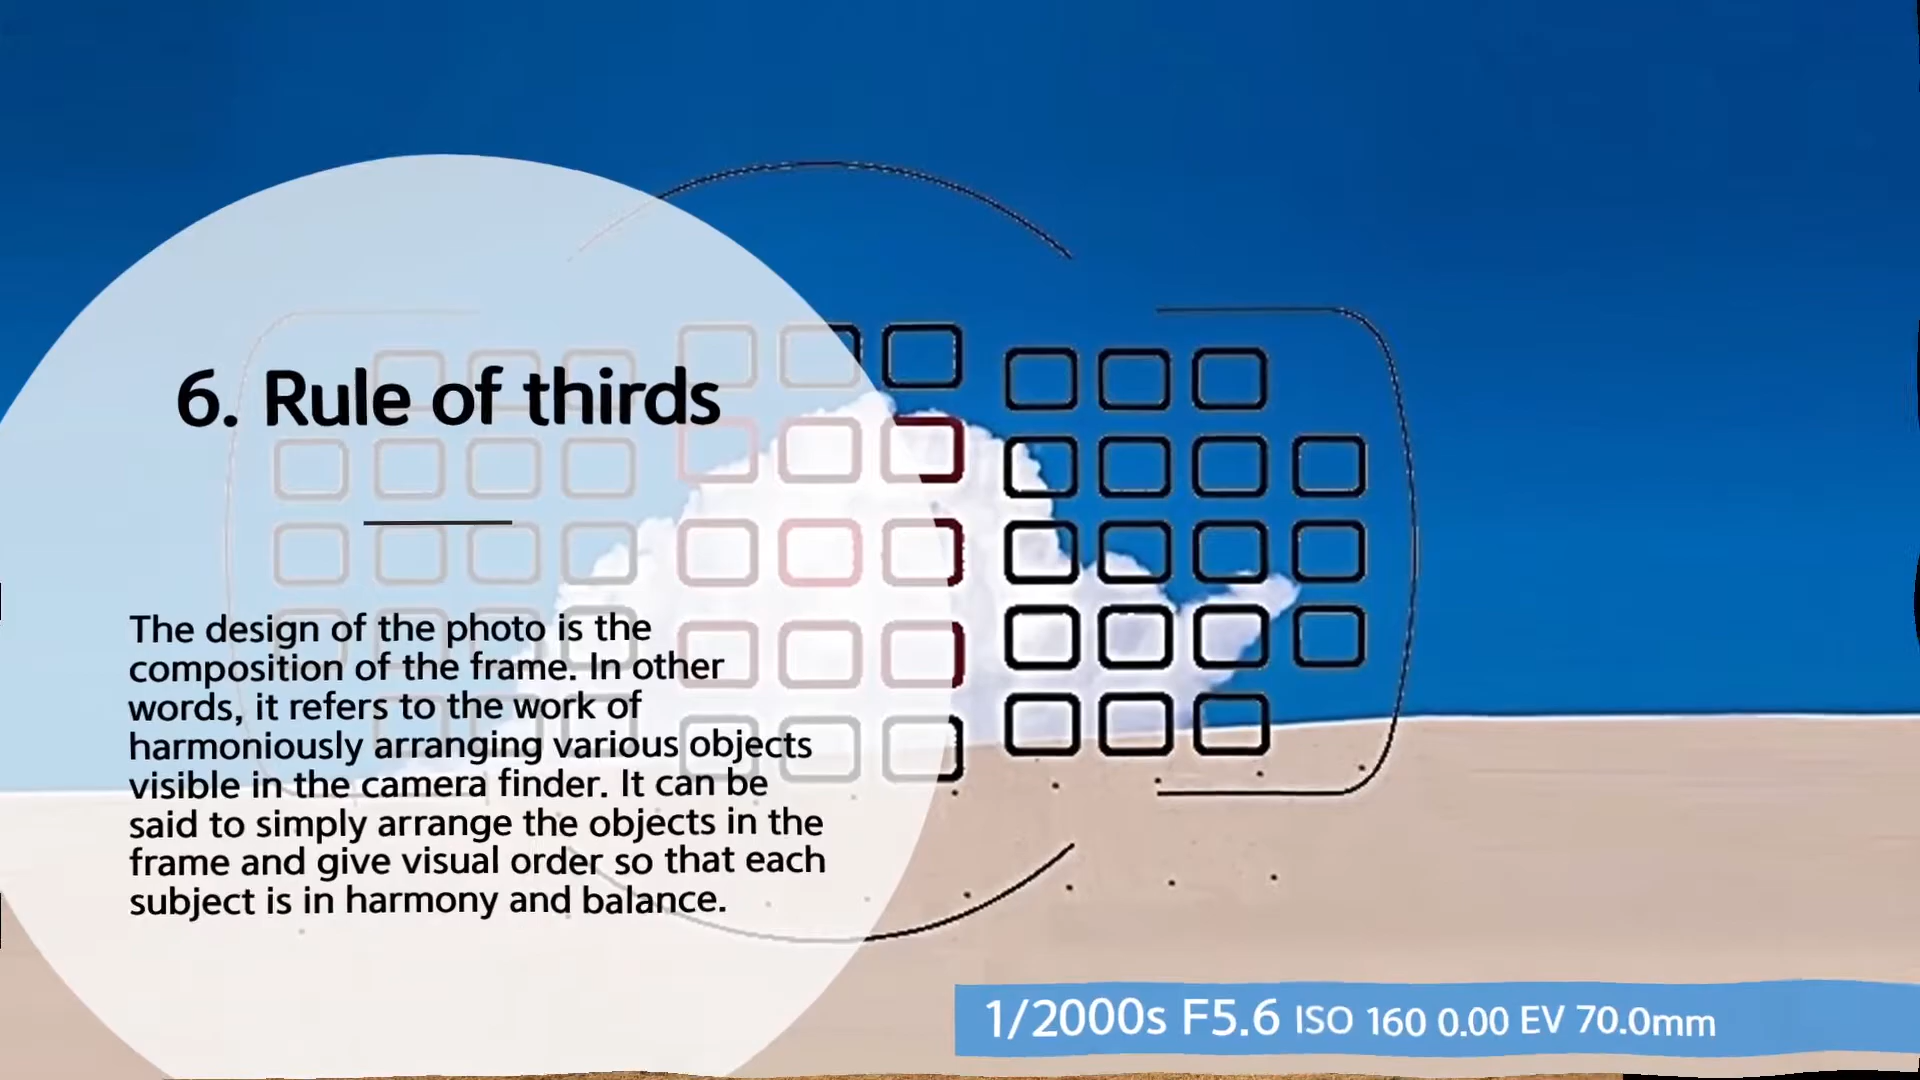 6. Rule of thirds
The design of the photo is the
composition of the frame. In other
words, it refers to the work of
harmoniously arranging various objects
visible in the camera finder. It can be
said to simply arrange the objects in the
frame and give visual order so that each
subject is in harmony and balance.
1/2000s F5.6 ISO 160 0.00 EV 70.0mm